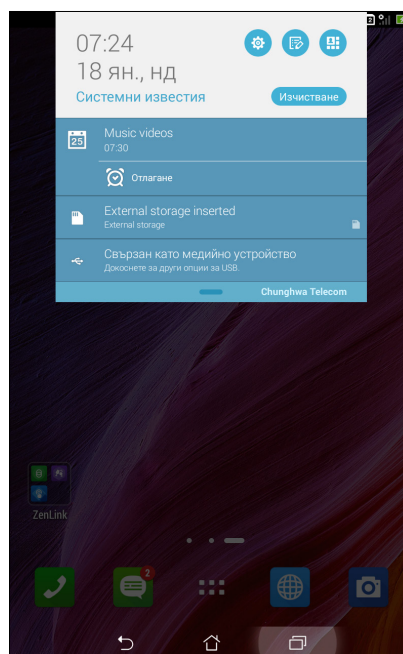 2
07:24
18 ян., нд
Системни известия
Изчистване
25
Music videos
07:30
Отлагане
External storage inserted
External storage
Свързан като медийно устройство
Докоснете за други опции за USB.
Chunghwa Telecom
ZenLink
2